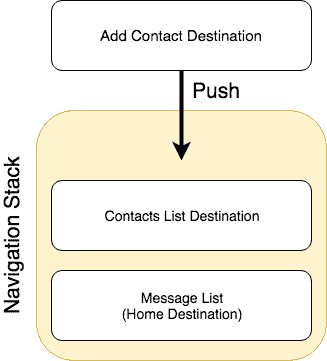 Add Contact Destination
Push
Navigation Stack
Contacts List Destination
Message List
(Home Destination)